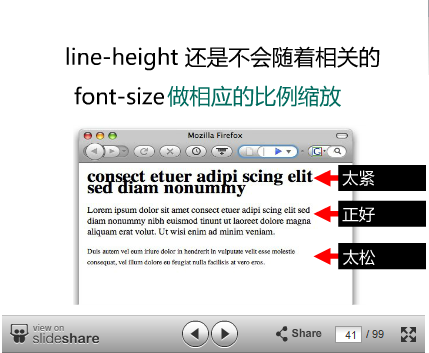 line-height 还是不会随着相关的
font-size做相应的比例缩放
Mozilla Firefox
consect etuer adipi scing elit
sed diam nonummy
太紧
Lorem ipsum dolor sit amet consect etuer adipi scing elit sed
diam nonummy nibh euismod tinunt ut laoreet dolore magna
aliquam erat volut. Ut wisi enim ad minim veniam.
正好
Duis autem vel eum iriure dolor in hendrerit in vulputate velit esse molestie
consequat, vel illum dolore eu feugiat nulla facilisis at vero eros.
太松
view on
slideshare
Share
41 / 99